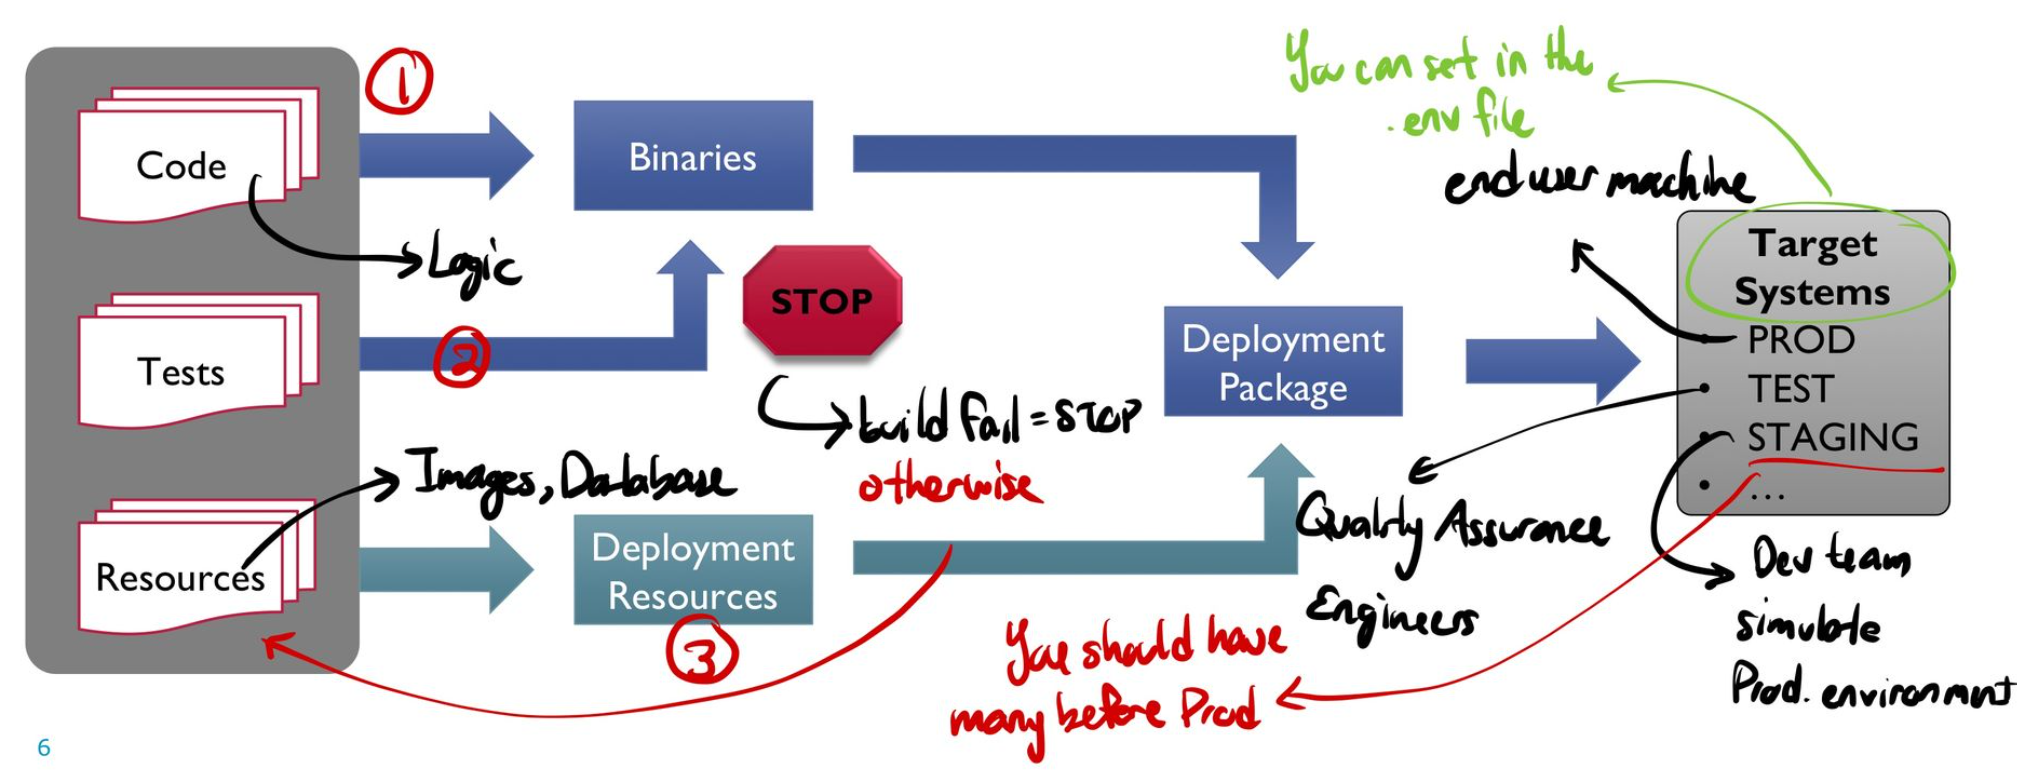 1
Code
Logic
Tests
2
Resources
Images, Database
Binaries
STOP
build fail = STOP
otherwise
Deployment
Resources
3
Deployment
Package
You can set in the
.env file
end user machine
Target
Systems
• PROD
• TEST
• STAGING
• ...
Quality Assurance
Engineers
Dev team
simulate
Prod. environment
You should have
many before Prod
6